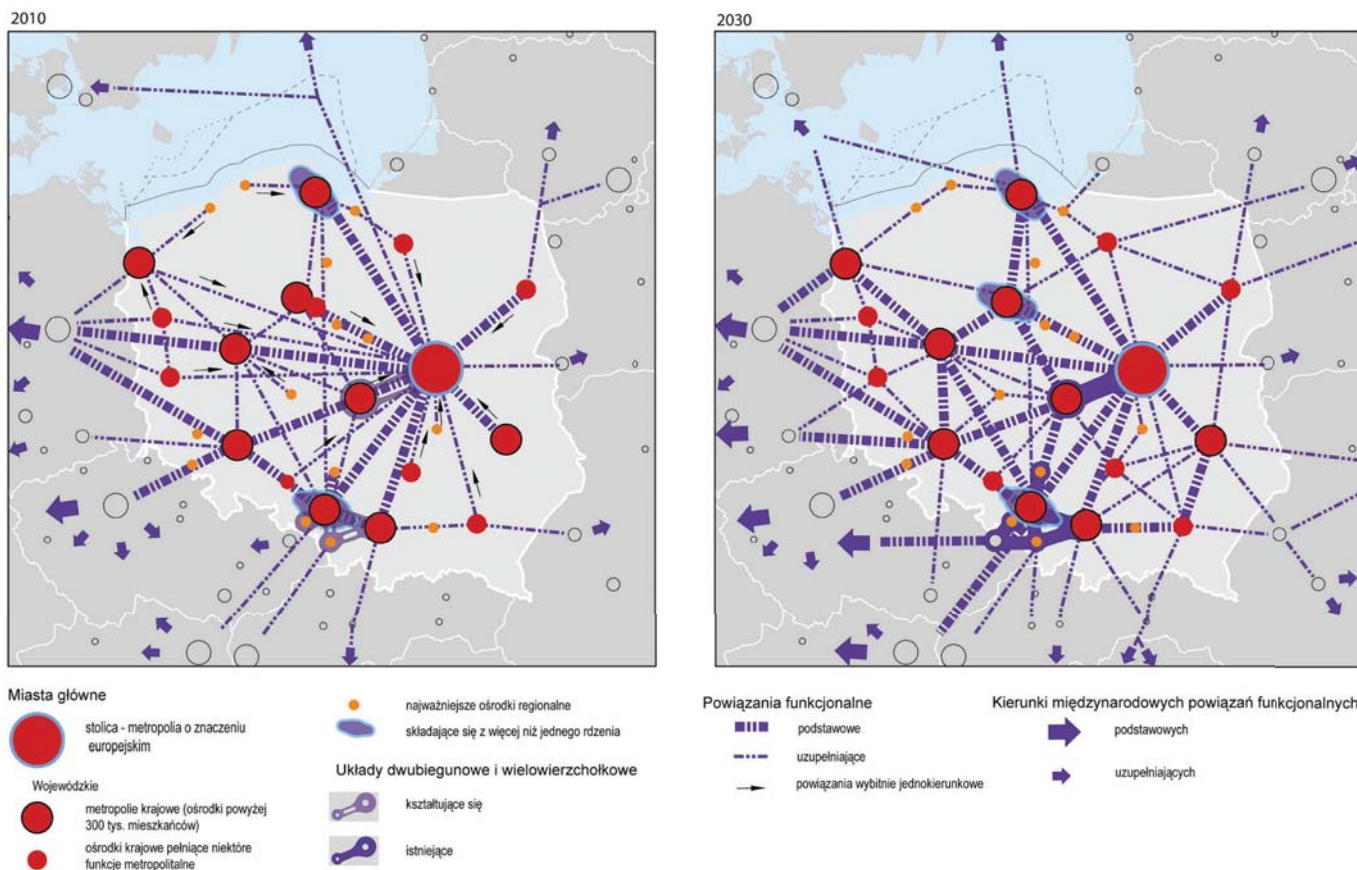 2010
2030
Miasta główne
stolica - metropolia o znaczeniu
europejskim
Wojewódzkie
metropolie krajowe (ośrodki powyżej
300 tys. mieszkańców)
ośrodki krajowe pełniące niektóre
funkcje metropolitalne
najważniejsze ośrodki regionalne
składające się z więcej niż jednego rdzenia
Układy dwubiegunowe i wielowierzchołkowe
kształtujące się
istniejące
Powiązania funkcjonalne
podstawowe
uzupełniające
powiązania wybitnie jednokierunkowe
Kierunki międzynarodowych powiązań funkcjonalnych
podstawowych
uzupełniających